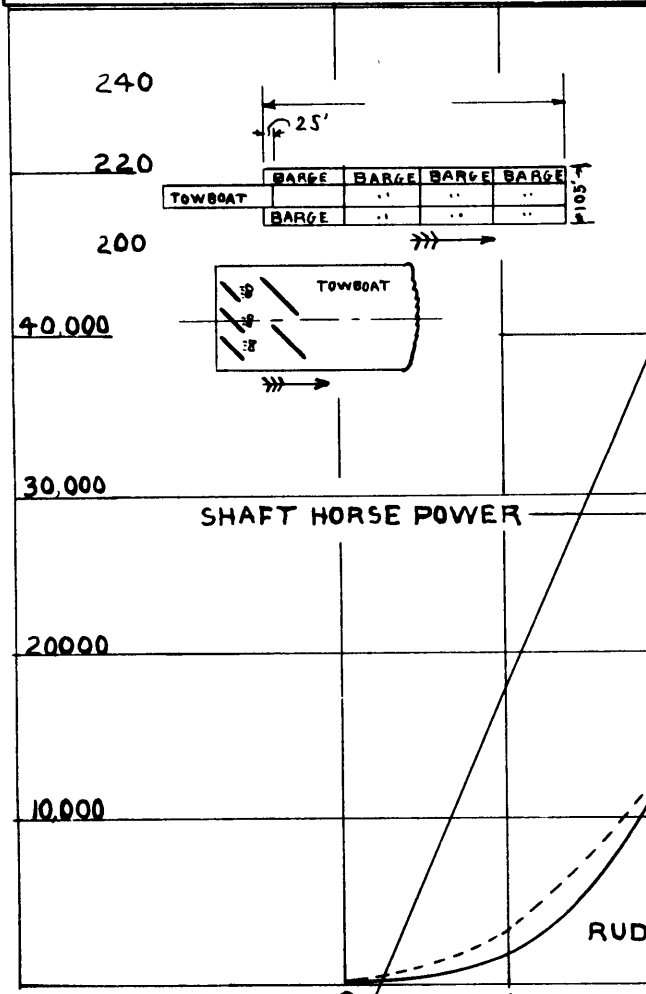 240
25'
220
BARGE BARGE BARGE BARGE
TOWBOAT " " "
105'
BARGE " " "
200
TOWBOAT
40,000
30,000
SHAFT HORSE POWER
20000
10,000
RUD